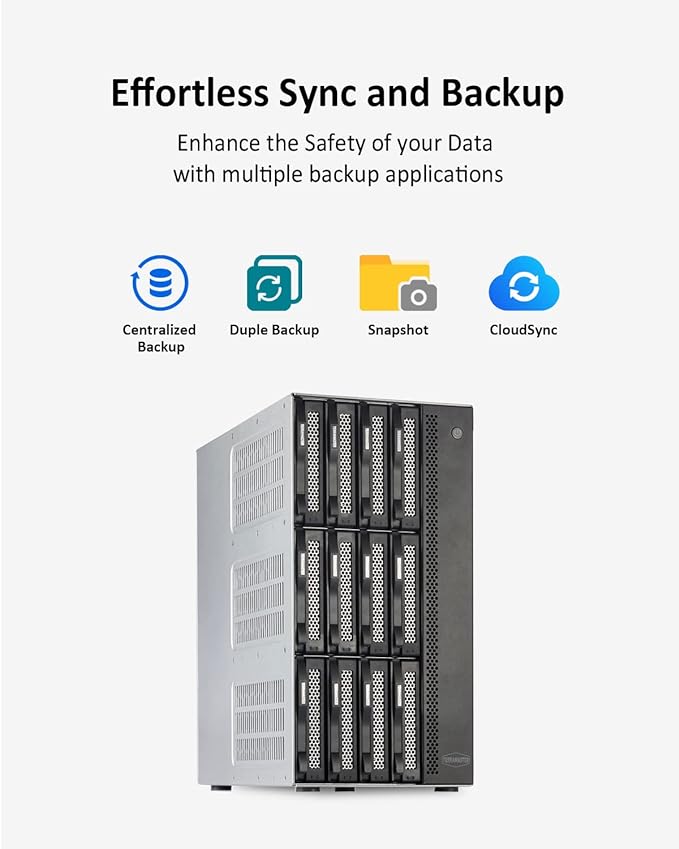 Effortless Sync and Backup
Enhance the Safety of your Data
with multiple backup applications
Centralized
Backup
Duple Backup
Snapshot
CloudSync
TERRAMASTER